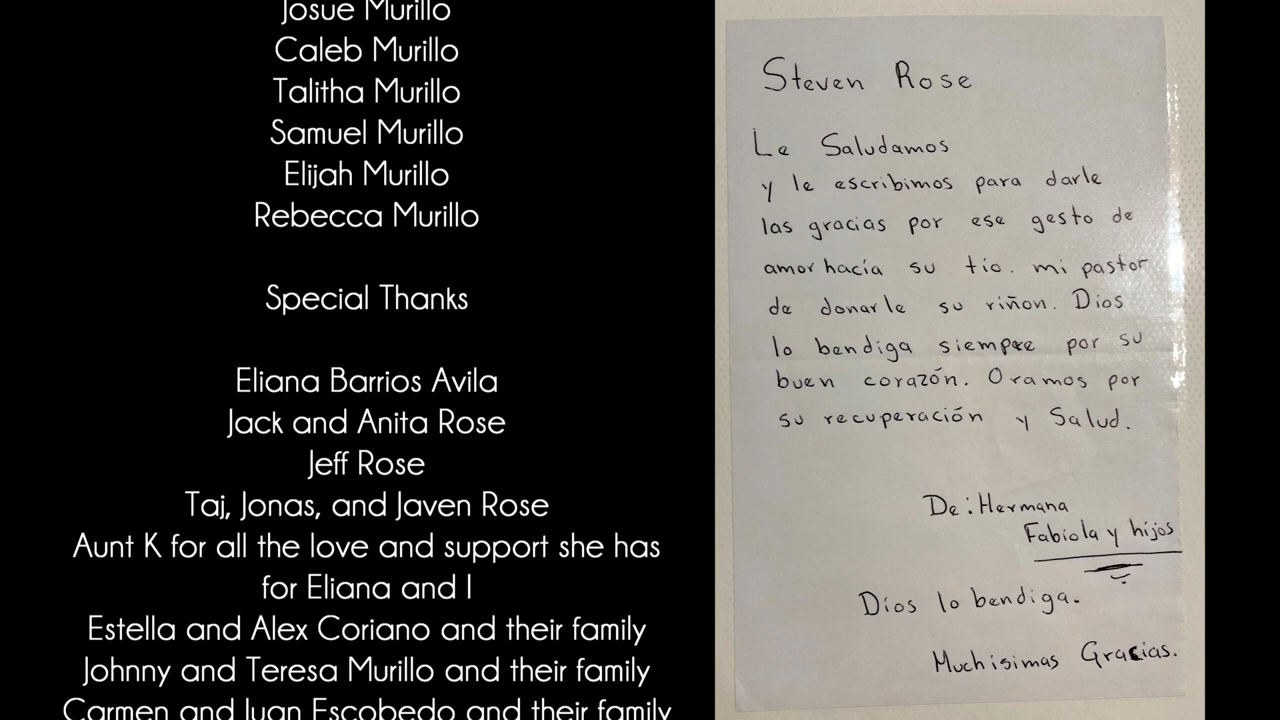 Josue Murillo
Caleb Murillo
Talitha Murillo
Samuel Murillo
Elijah Murillo
Rebecca Murillo
Special Thanks
Eliana Barrios Avila
Jack and Anita Rose
Jeff Rose
Taj, Jonas, and Javen Rose
Aunt K for all the love and support she has
for Eliana and I
Estella and Alex Coriano and their family
Johnny and Teresa Murillo and their family
Carmen and Juan Escobedo and their family
Steven Rose
Le Saludamos
y le escribimos para darle
las gracias por ese gesto de
amor hacía su tío. mi pastor
de donarle su riñon. Dios
lo bendiga siempre por su
buen corazón. Oramos por
su recuperación y Salud.
De: Hermana
Fabiola y hijos
Dios lo bendiga.
Muchisimas Gracias.